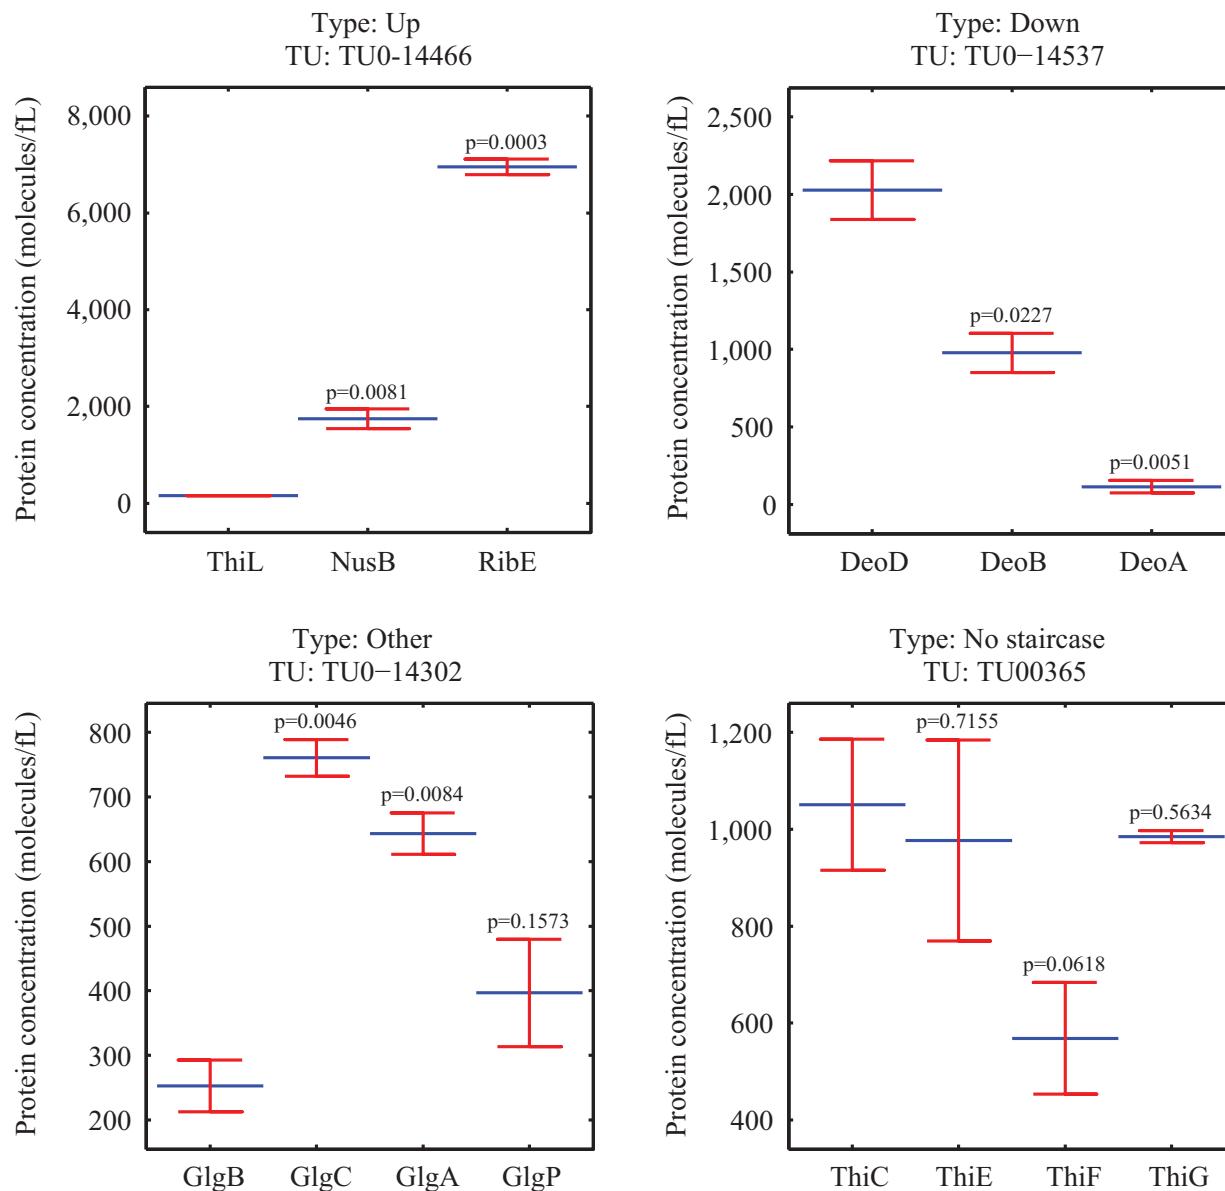 Type: Up
TU: TU0-14466
Protein concentration (molecules/fL)
8,000
6,000
4,000
2,000
0
p=0.0003
p=0.0081
ThiL NusB RibE
Type: Down
TU: TU0−14537
Protein concentration (molecules/fL)
2,500
2,000
1,500
1,000
500
0
p=0.0227
p=0.0051
DeoD DeoB DeoA
Type: Other
TU: TU0−14302
Protein concentration (molecules/fL)
800
700
600
500
400
300
200
p=0.0046
p=0.0084
p=0.1573
GlgB GlgC GlgA GlgP
Type: No staircase
TU: TU00365
Protein concentration (molecules/fL)
1,200
1,000
800
600
400
p=0.7155
p=0.5634
p=0.0618
ThiC ThiE ThiF ThiG